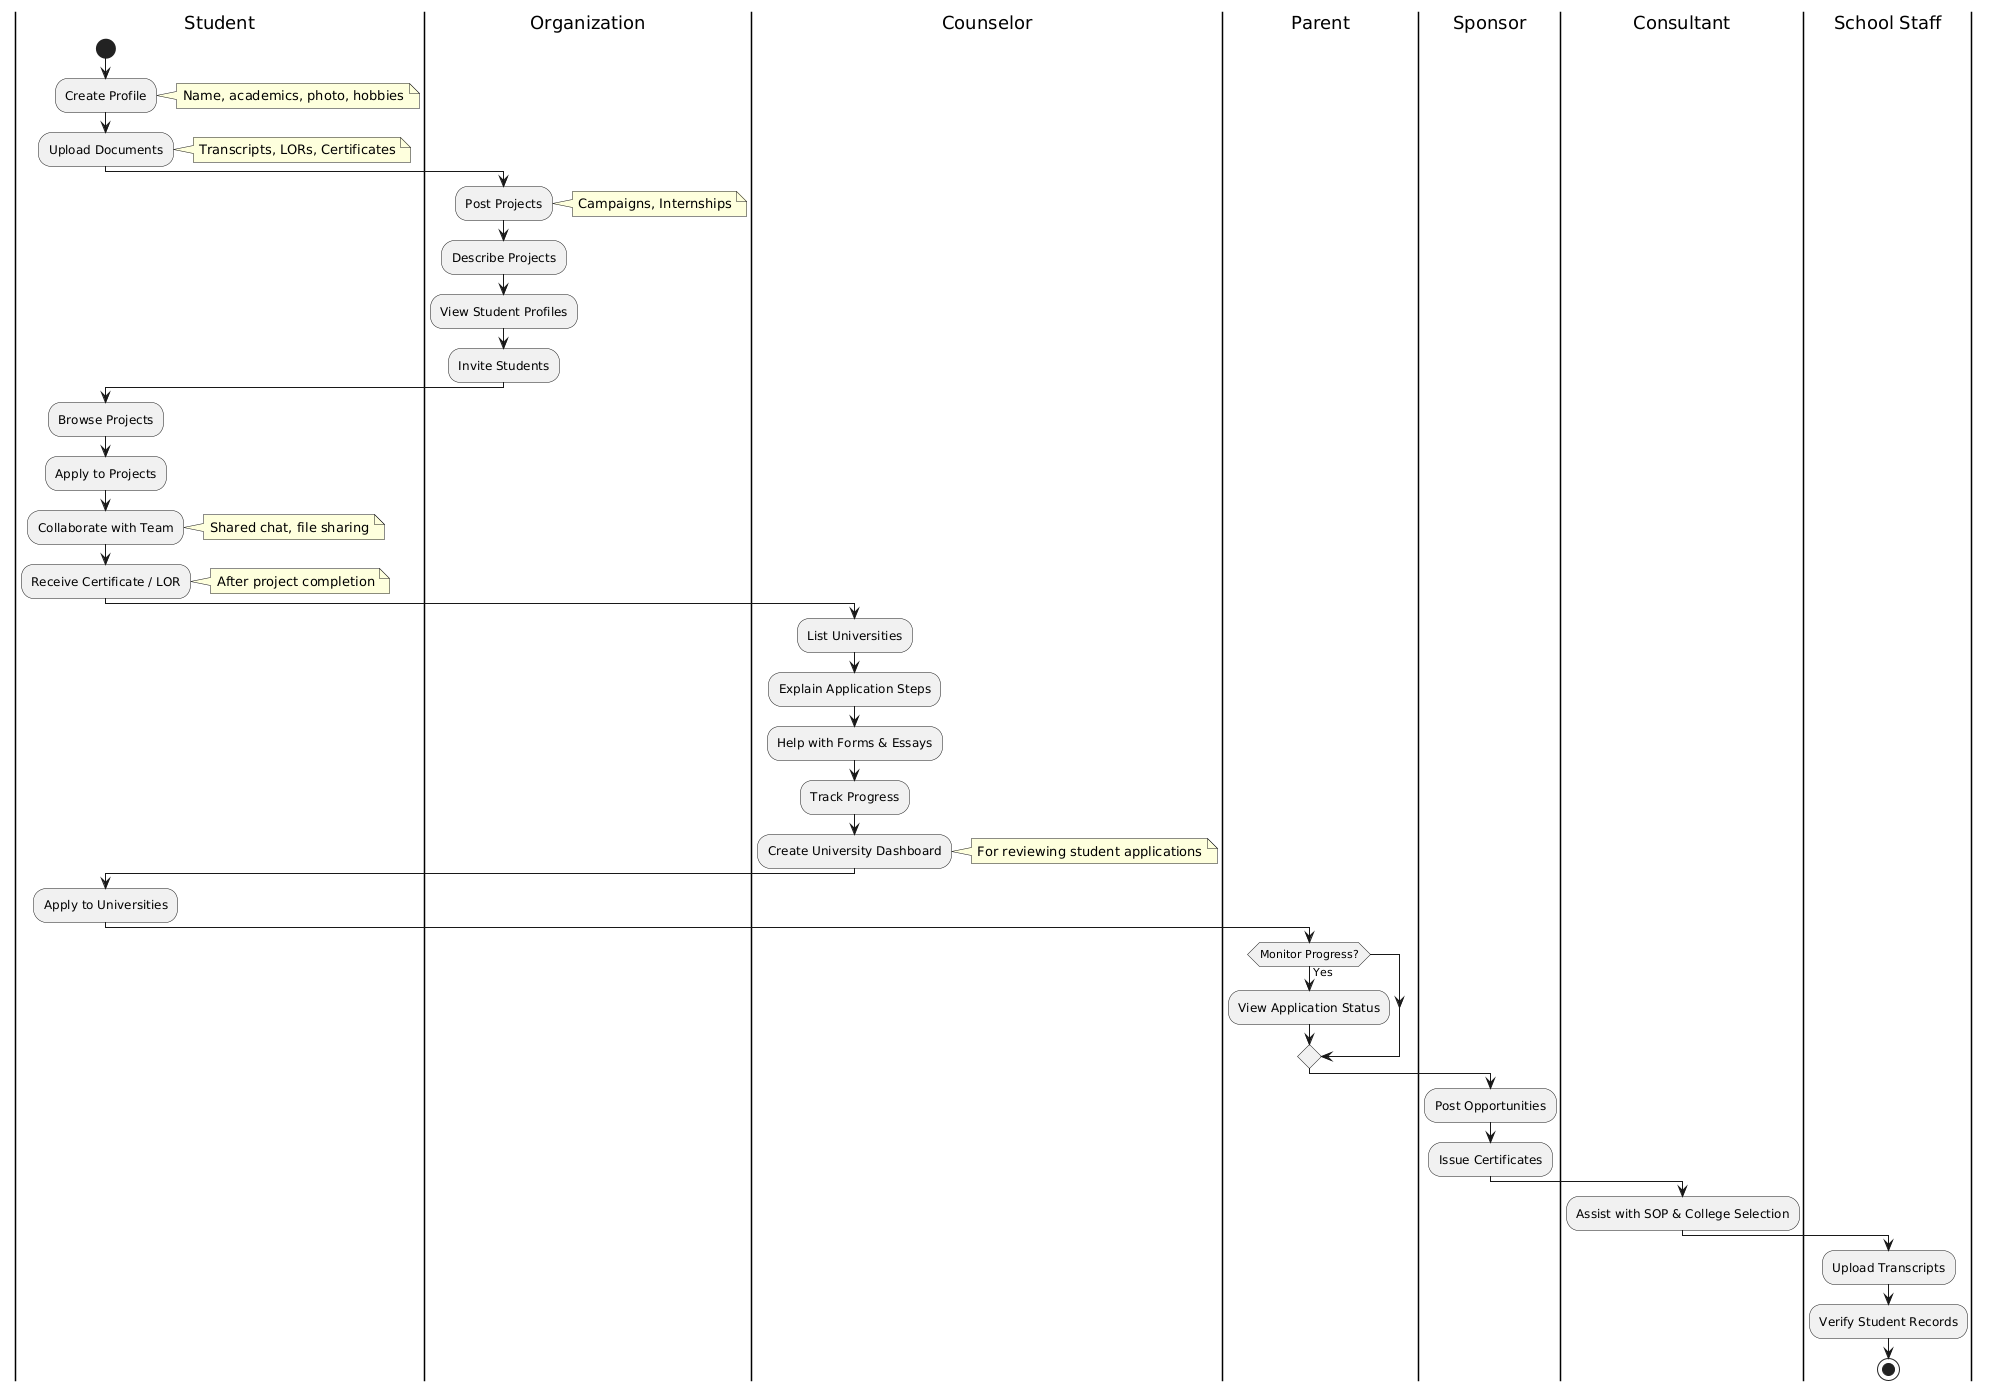 Student
Organization
Counselor
Parent
Sponsor
Consultant
School Staff
Create Profile
Name, academics, photo, hobbies
Upload Documents
Transcripts, LORs, Certificates
Post Projects
Campaigns, Internships
Describe Projects
View Student Profiles
Invite Students
Browse Projects
Apply to Projects
Collaborate with Team
Shared chat, file sharing
Receive Certificate / LOR
After project completion
List Universities
Explain Application Steps
Help with Forms & Essays
Track Progress
Create University Dashboard
For reviewing student applications
Apply to Universities
Monitor Progress?
Yes
View Application Status
Post Opportunities
Issue Certificates
Assist with SOP & College Selection
Upload Transcripts
Verify Student Records